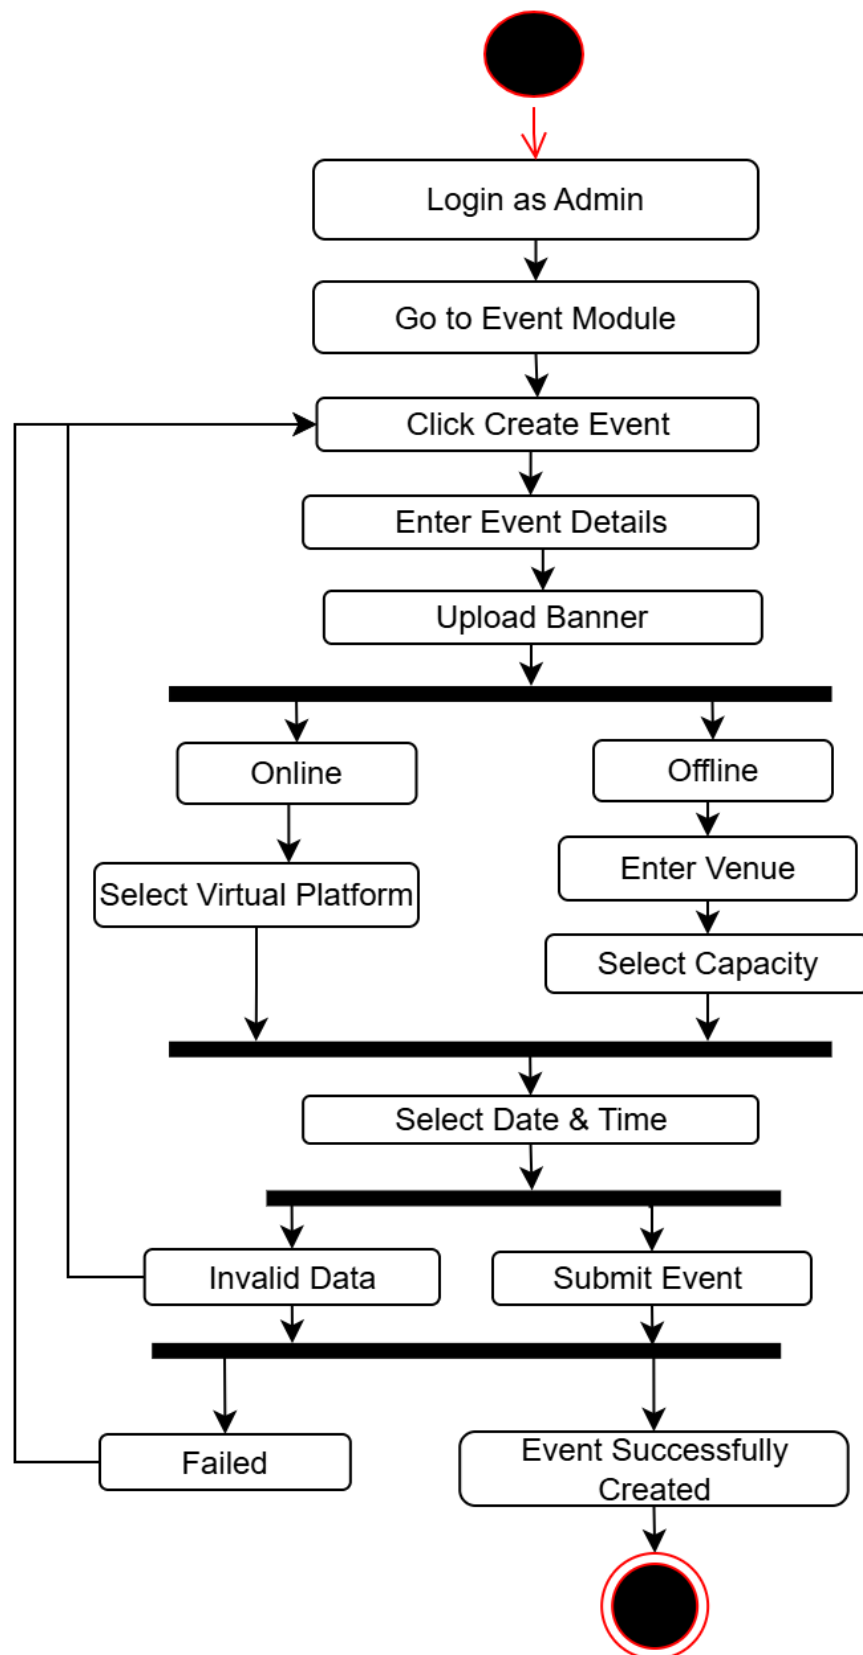 Login as Admin
Go to Event Module
Click Create Event
Enter Event Details
Upload Banner
Online
Offline
Select Virtual Platform
Enter Venue
Select Capacity
Select Date & Time
Invalid Data
Submit Event
Failed
Event Successfully
Created